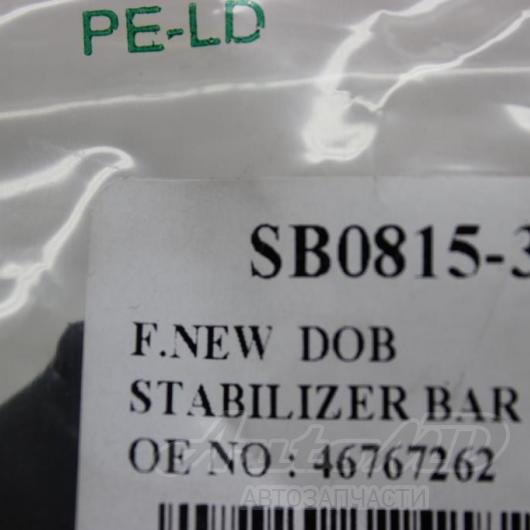 PE-LD
SB0815-3
F.NEW DOB
STABILIZER BAR
OE NO : 46767262
АВТОЗАПЧАСТИ